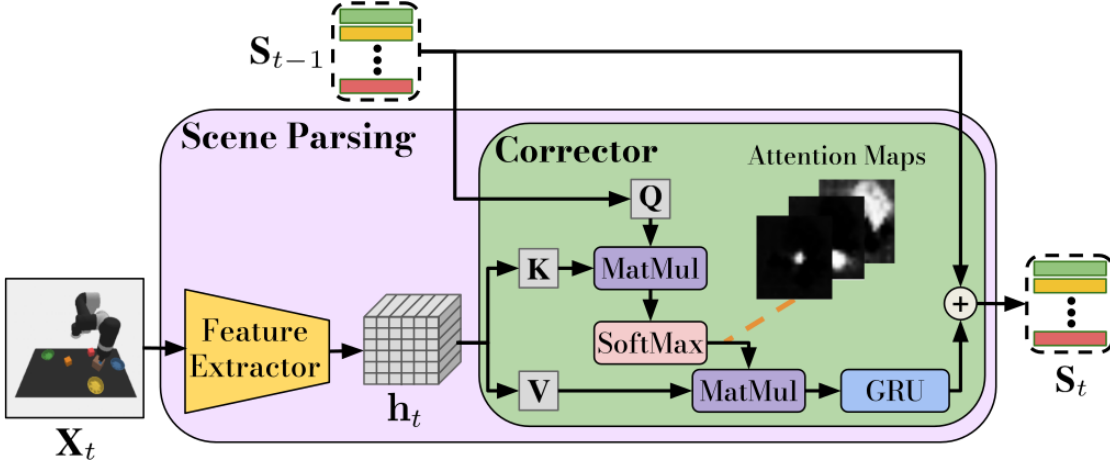 S_{t−1}
Scene Parsing
Corrector
Attention Maps
Q
K
MatMul
SoftMax
V
MatMul
GRU
+
Feature
Extractor
h_t
X_t
S_t